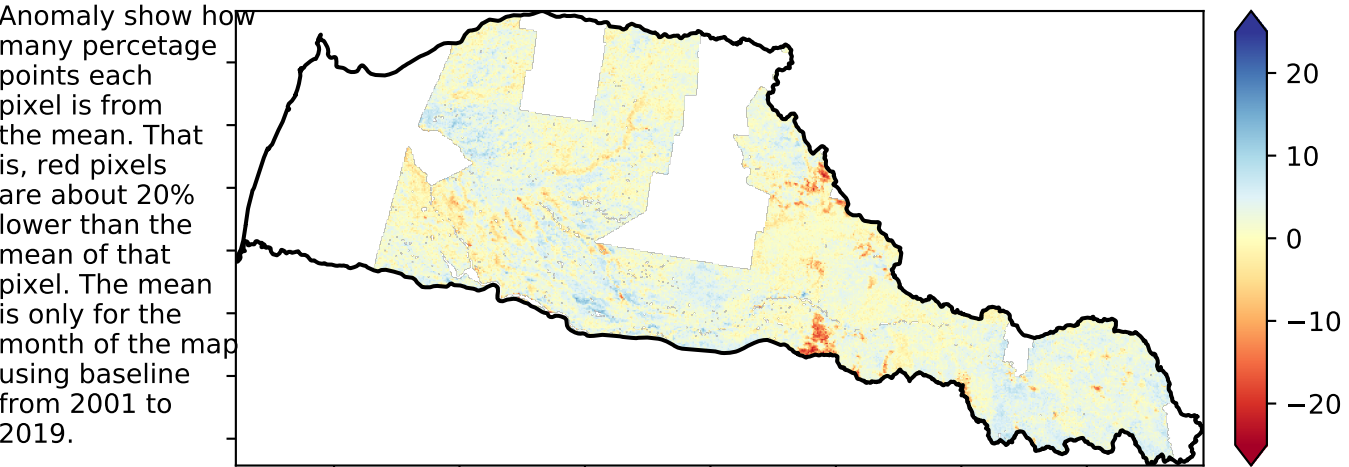 Anomaly show how
many percetage
points each
pixel is from
the mean. That
is, red pixels
are about 20%
lower than the
mean of that
pixel. The mean
is only for the
month of the map
using baseline
from 2001 to
2019.
20
10
0
−10
−20